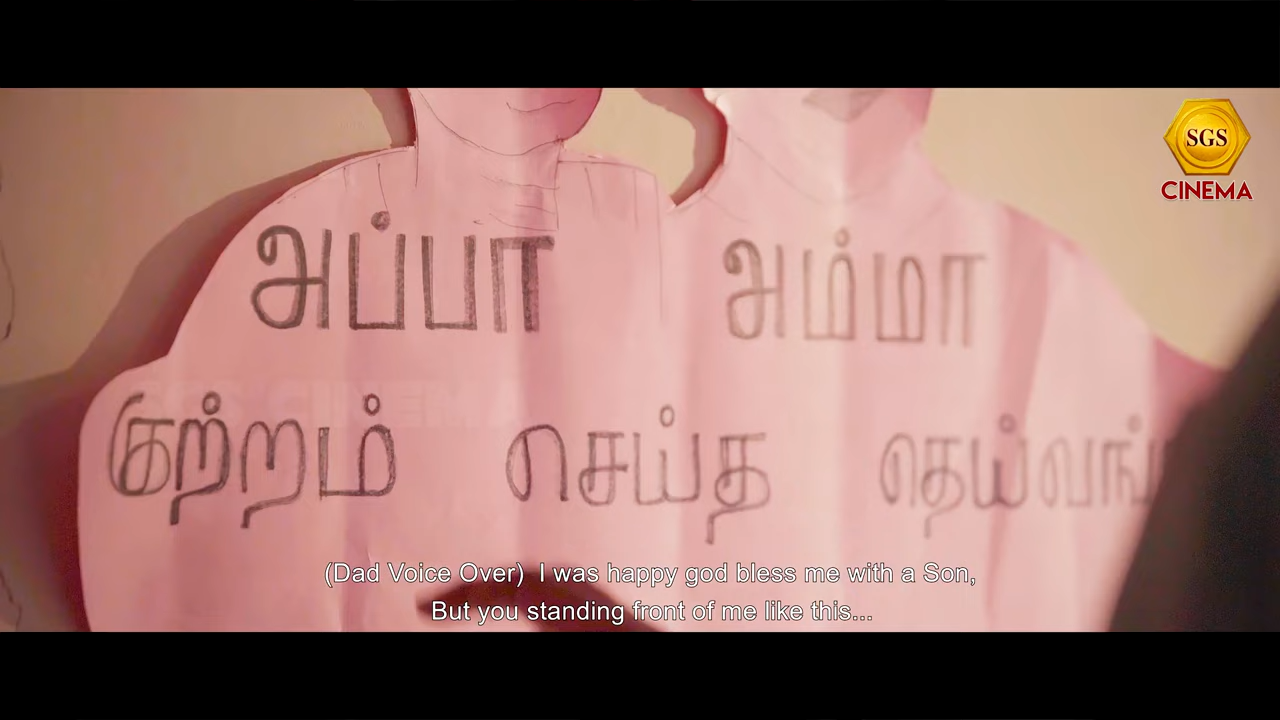 SGS
CINEMA
அப்பா அம்மா
குற்றம் செய்த
(Dad Voice Over) I was happy god bless me with a Son,
But you standing front of me like this...